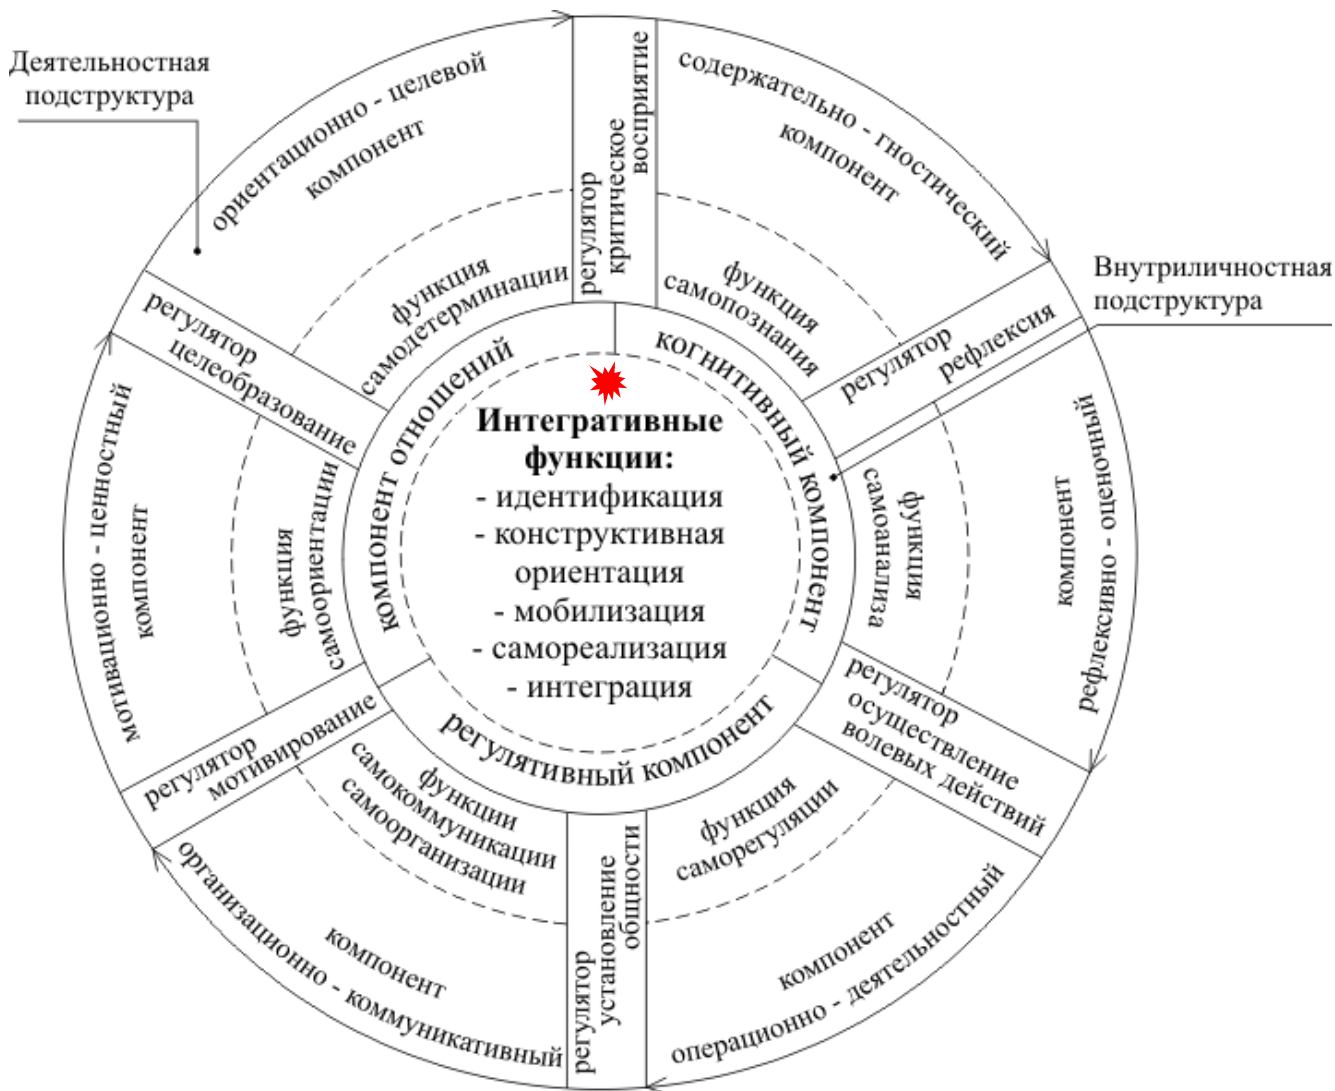 Деятельностная
подструктура
Внутриличностная
подструктура
ориентационно - целевой
компонент
функция
самодетерминации
регулятор
критическое
восприятие
содержательно - гностический
компонент
функция
самопознания
регулятор
рефлексия
рефлексивно - оценочный
компонент
функция
самоанализа
регулятор
осуществление
волевых действий
операционно - деятельностный
компонент
функция
саморегуляции
регулятор
установление
общности
организационно - коммуникативный
компонент
функции
самокоммуникации
самоорганизации
регулятор
мотивирование
мотивационно - ценностный
компонент
функция
самоориентации
регулятор
целеобразование
компонент отношений
когнитивный компонент
регулятивный компонент
Интегративные
функции:
- идентификация
- конструктивная
ориентация
- мобилизация
- самореализация
- интеграция